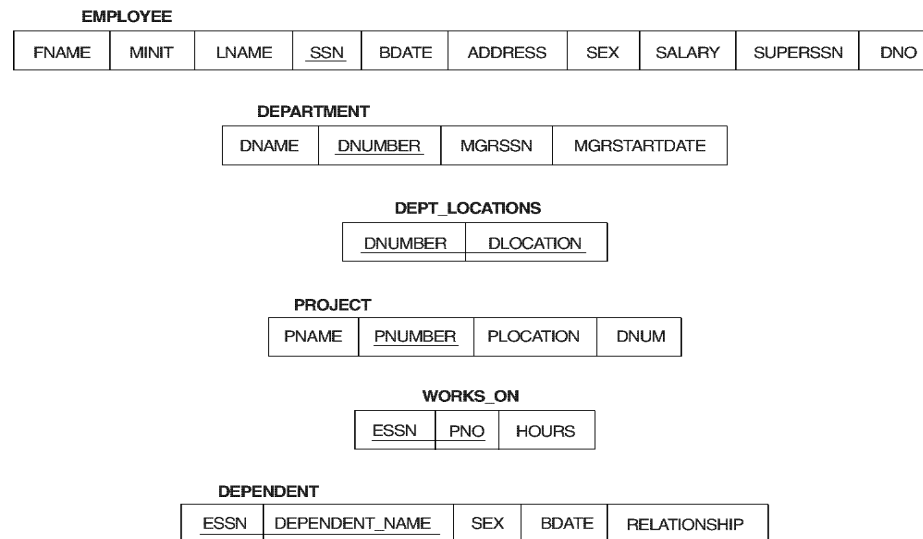 EMPLOYEE
FNAME MINIT LNAME SSN BDATE ADDRESS SEX SALARY SUPERSSN DNO
DEPARTMENT
DNAME DNUMBER MGRSSN MGRSTARTDATE
DEPT_LOCATIONS
DNUMBER DLOCATION
PROJECT
PNAME PNUMBER PLOCATION DNUM
WORKS_ON
ESSN PNO HOURS
DEPENDENT
ESSN DEPENDENT_NAME SEX BDATE RELATIONSHIP